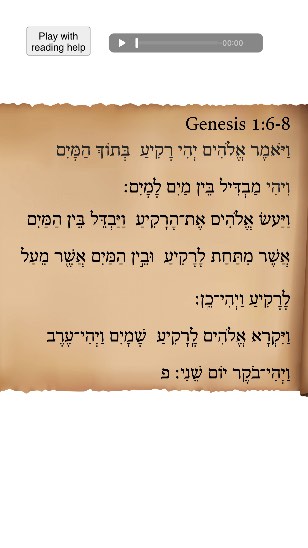 Play with
reading help
00:00
Genesis 1:6-8
וַיֹּאמֶר אֱלֹהִים יְהִי רָקִיעַ בְּתוֹךְ הַמָּיִם
וִיהִי מַבְדִּיל בֵּין מַיִם לָמָיִם:
וַיַּעַשׂ אֱלֹהִים אֶת־הָרָקִיעַ וַיַּבְדֵּל בֵּין הַמַּיִם
אֲשֶׁר מִתַּחַת לָרָקִיעַ וּבֵין הַמַּיִם אֲשֶׁר מֵעַל
לָרָקִיעַ וַיְהִי־כֵן:
וַיִּקְרָא אֱלֹהִים לָרָקִיעַ שָׁמָיִם וַיְהִי־עֶרֶב
וַיְהִי־בֹקֶר יוֹם שֵׁנִי: פ